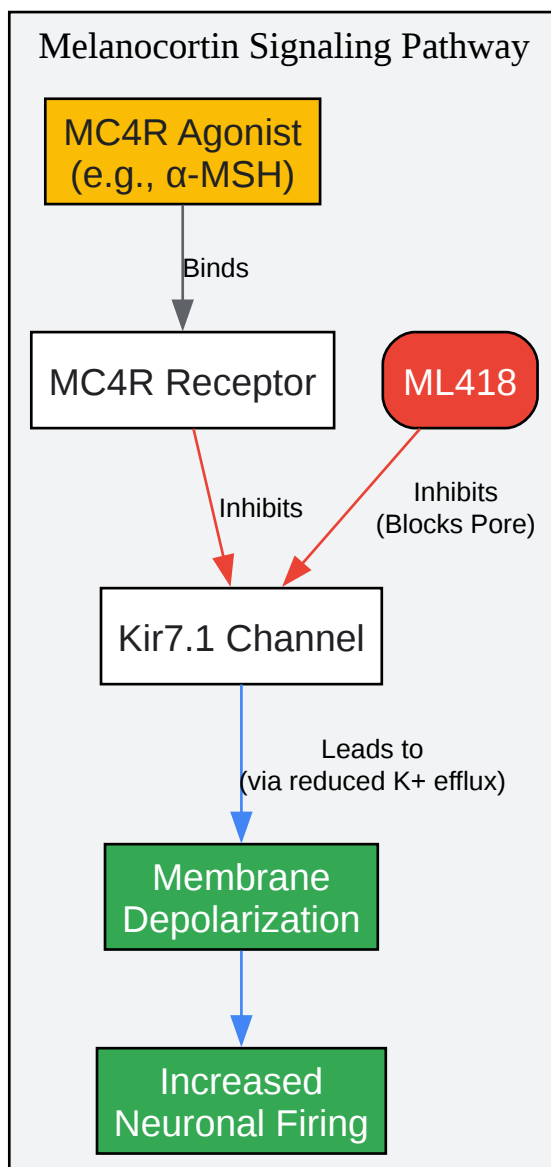 Melanocortin Signaling Pathway
MC4R Agonist
(e.g., α-MSH)
Binds
MC4R Receptor
ML418
Inhibits
Inhibits
(Blocks Pore)
Kir7.1 Channel
Leads to
(via reduced K+ efflux)
Membrane
Depolarization
Increased
Neuronal Firing